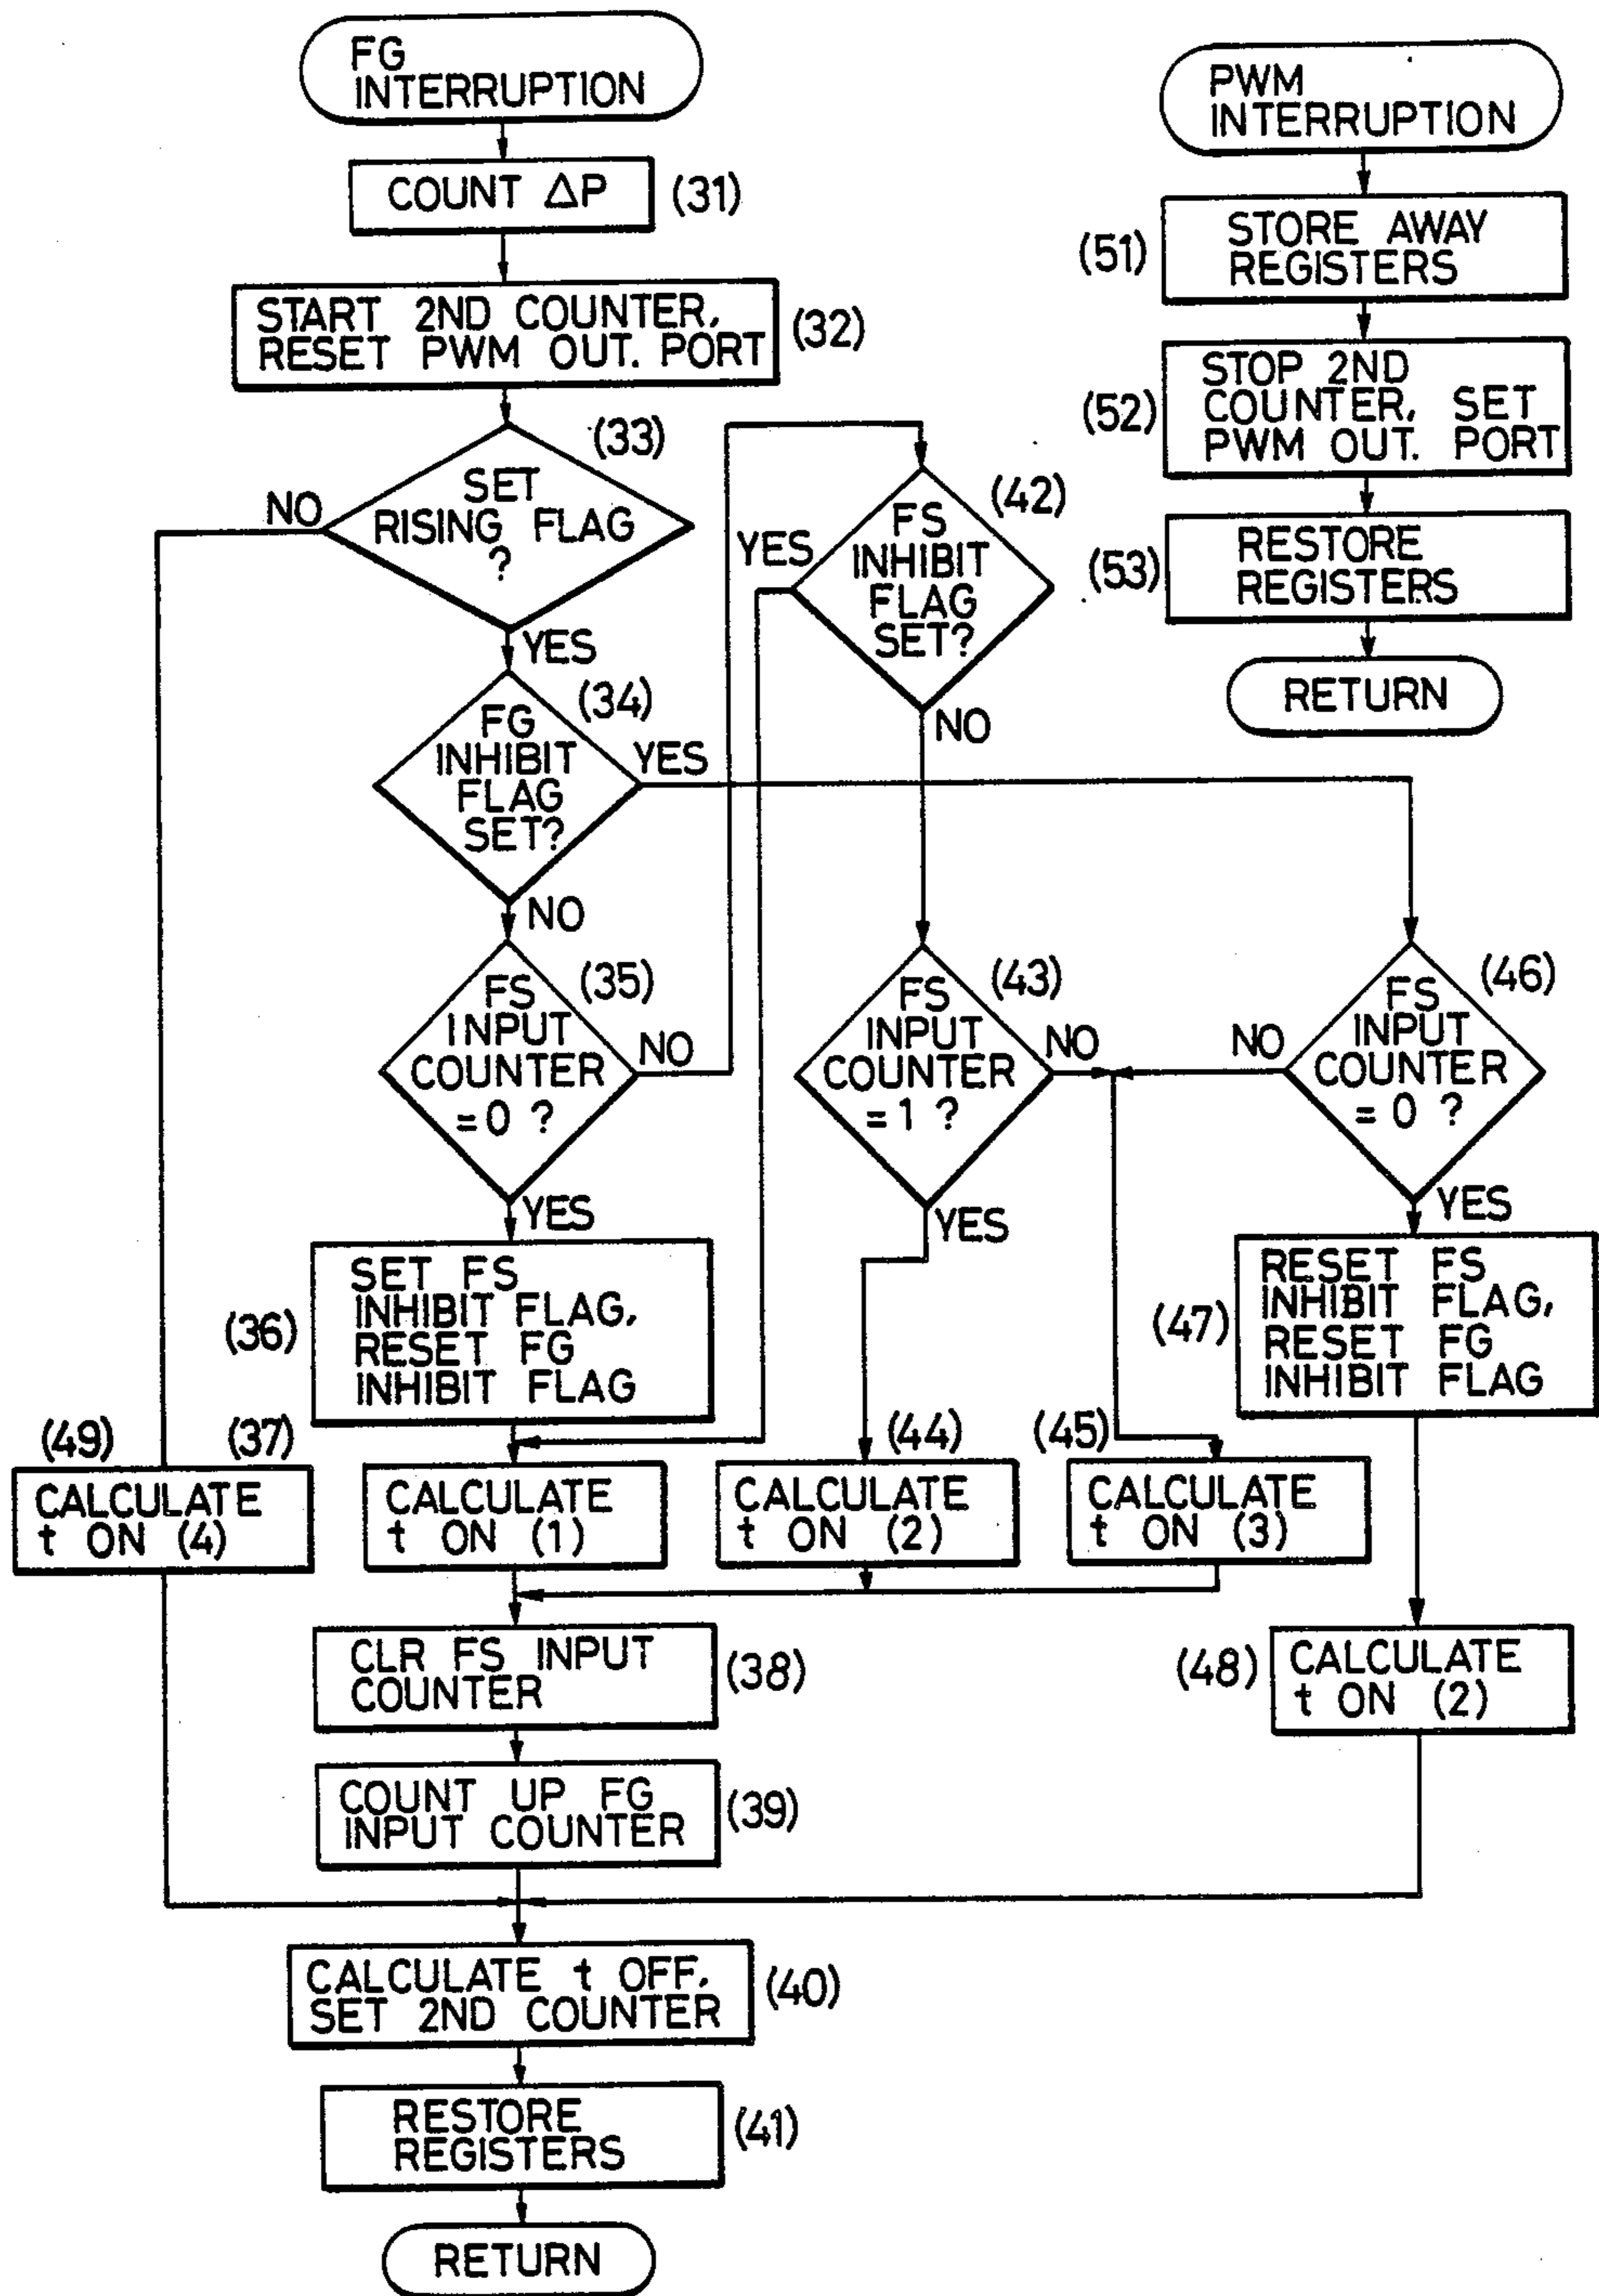 FG
INTERRUPTION
COUNT ΔP
(31)
START 2ND COUNTER,
RESET PWM OUT. PORT
(32)
(33)
SET
RISING FLAG
?
NO
YES
(34)
FG
INHIBIT
FLAG
SET?
YES
NO
(35)
FS
INPUT
COUNTER
=0 ?
NO
YES
(36)
SET FS
INHIBIT FLAG,
RESET FG
INHIBIT FLAG
(49)
CALCULATE
t ON (4)
(37)
CALCULATE
t ON (1)
CLR FS INPUT
COUNTER
(38)
COUNT UP FG
INPUT COUNTER
(39)
CALCULATE t OFF,
SET 2ND COUNTER
(40)
RESTORE
REGISTERS
(41)
RETURN
(42)
FS
INHIBIT
FLAG
SET?
YES
NO
(43)
FS
INPUT
COUNTER
=1 ?
NO
YES
(44)
CALCULATE
t ON (2)
(45)
CALCULATE
t ON (3)
(46)
FS
INPUT
COUNTER
= 0 ?
NO
YES
(47)
RESET FS
INHIBIT FLAG,
RESET FG
INHIBIT FLAG
(48)
CALCULATE
t ON (2)
PWM
INTERRUPTION
(51)
STORE AWAY
REGISTERS
(52)
STOP 2ND
COUNTER, SET
PWM OUT. PORT
(53)
RESTORE
REGISTERS
RETURN